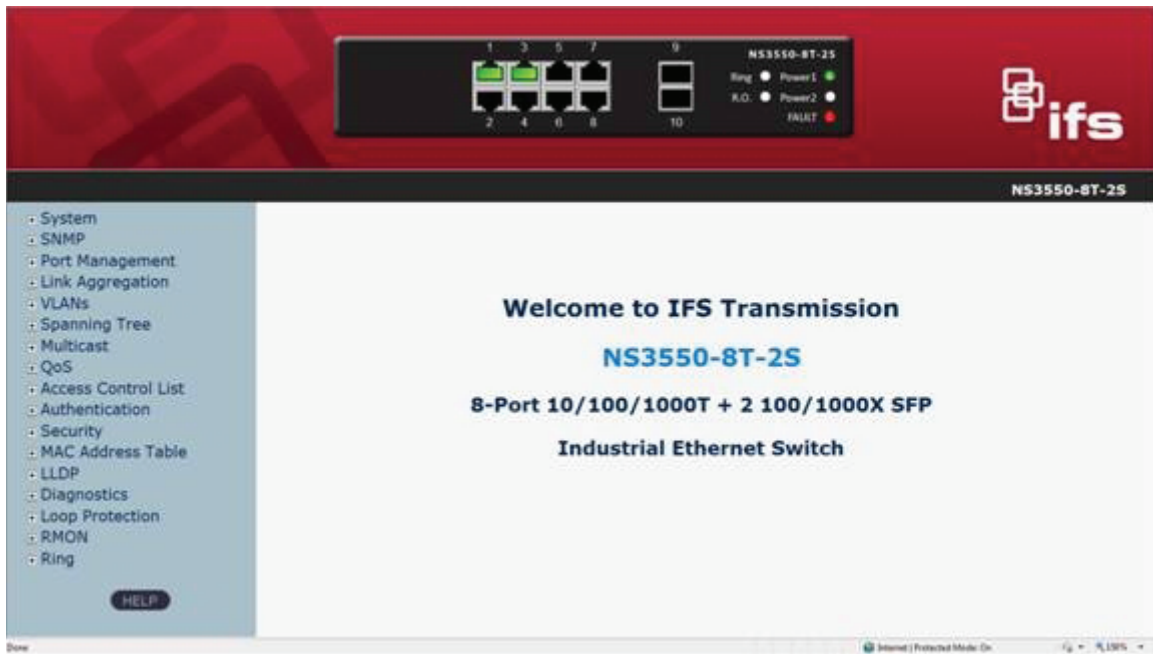 1 3 5 7 9
NS3550-8T-2S
Ring Power1
R.O. Power2
FAULT
2 4 6 8 10
ifs
NS3550-8T-2S
System
SNMP
Port Management
Link Aggregation
VLANs
Spanning Tree
Multicast
QoS
Access Control List
Authentication
Security
MAC Address Table
LLDP
Diagnostics
Loop Protection
RMON
Ring
HELP
Welcome to IFS Transmission
NS3550-8T-2S
8-Port 10/100/1000T + 2 100/1000X SFP
Industrial Ethernet Switch
Done
Internet | Protected Mode: On